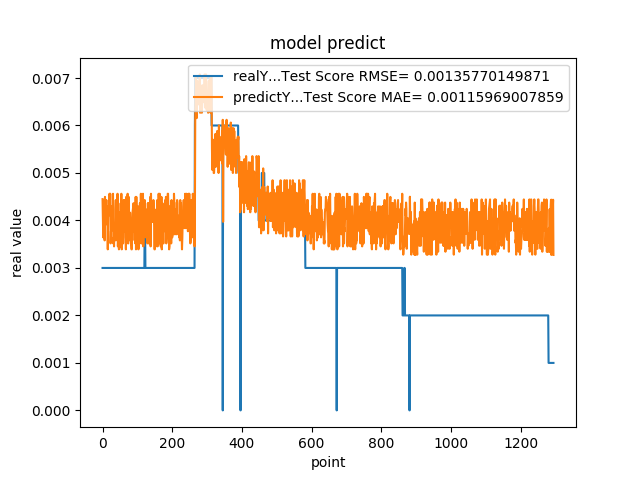 model predict
realY...Test Score RMSE= 0.00135770149871
predictY...Test Score MAE= 0.00115969007859
real value
0.007
0.006
0.005
0.004
0.003
0.002
0.001
0.000
0 200 400 600 800 1000 1200
point